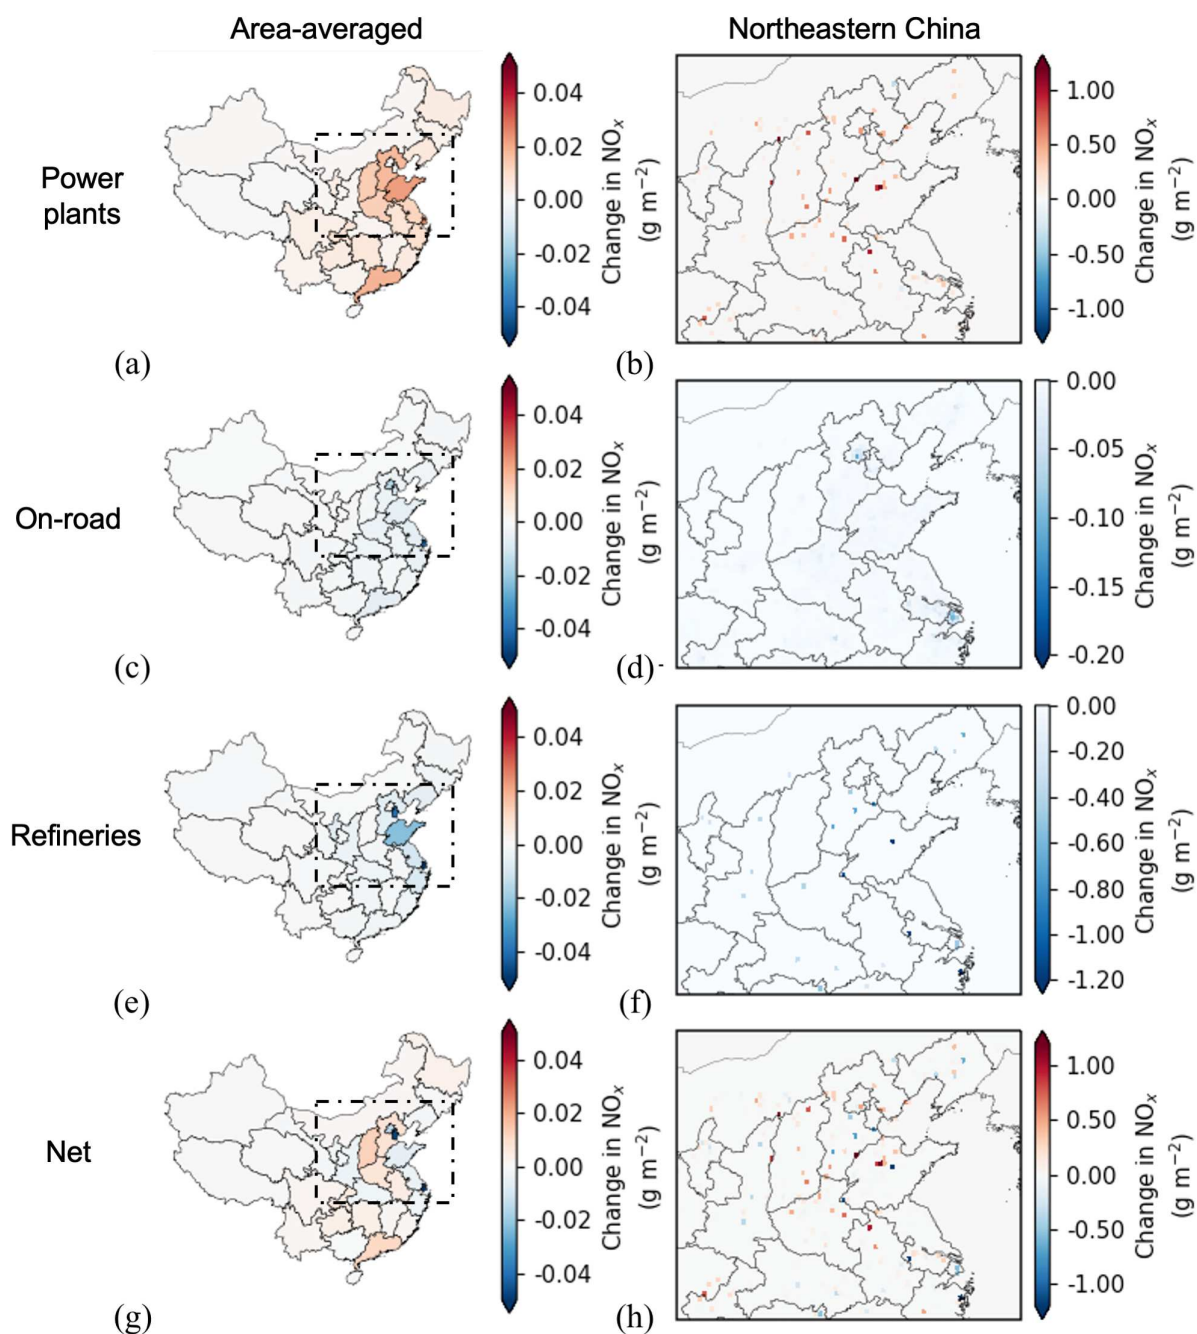 Area-averaged
Northeastern China
Power
plants
0.04
0.02
0.00
-0.02
-0.04
Change in NOₓ
(g m⁻²)
(a)
1.00
0.50
0.00
-0.50
-1.00
Change in NOₓ
(g m⁻²)
(b)
On-road
0.04
0.02
0.00
-0.02
-0.04
Change in NOₓ
(g m⁻²)
(c)
0.00
-0.05
-0.10
-0.15
-0.20
Change in NOₓ
(g m⁻²)
(d)
Refineries
0.04
0.02
0.00
-0.02
-0.04
Change in NOₓ
(g m⁻²)
(e)
0.00
-0.20
-0.40
-0.60
-0.80
-1.00
-1.20
Change in NOₓ
(g m⁻²)
(f)
Net
0.04
0.02
0.00
-0.02
-0.04
Change in NOₓ
(g m⁻²)
(g)
1.00
0.50
0.00
-0.50
-1.00
Change in NOₓ
(g m⁻²)
(h)